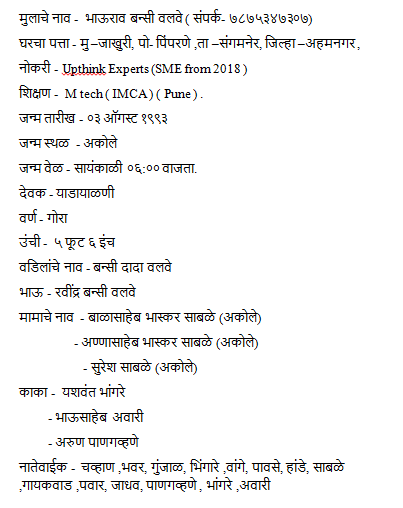 मुलाचे नाव - भाऊराव बन्सी वलवे ( संपर्क- ७८७५३४७३०७)
घरचा पत्ता - मु –जाखुरी, पो- पिंपरणे ,ता –संगमनेर, जिल्हा –अहमनगर ,
नोकरी - Upthink Experts (SME from 2018 )
शिक्षण - M tech ( IMCA ) ( Pune ) .
जन्म तारीख - ०३ ऑगस्ट १९९३
जन्म स्थळ - अकोले
जन्म वेळ - सायंकाळी ०६:०० वाजता.
देवक - याडायाळणी
वर्ण - गोरा
उंची - ५ फूट ६ इंच
वडिलांचे नाव - बन्सी दादा वलवे
भाऊ - रवींद्र बन्सी वलवे
मामाचे नाव - बाळासाहेब भास्कर साबळे (अकोले)
- अण्णासाहेब भास्कर साबळे (अकोले)
- सुरेश साबळे (अकोले)
काका - यशवंत भांगरे
- भाऊसाहेब अवारी
- अरुण पाणगव्हणे
नातेवाईक - चव्हाण ,भवर, गुंजाळ, भिंगारे ,वांगे, पावसे, हांडे, साबळे
,गायकवाड ,पवार, जाधव, पाणगव्हणे , भांगरे ,अवारी